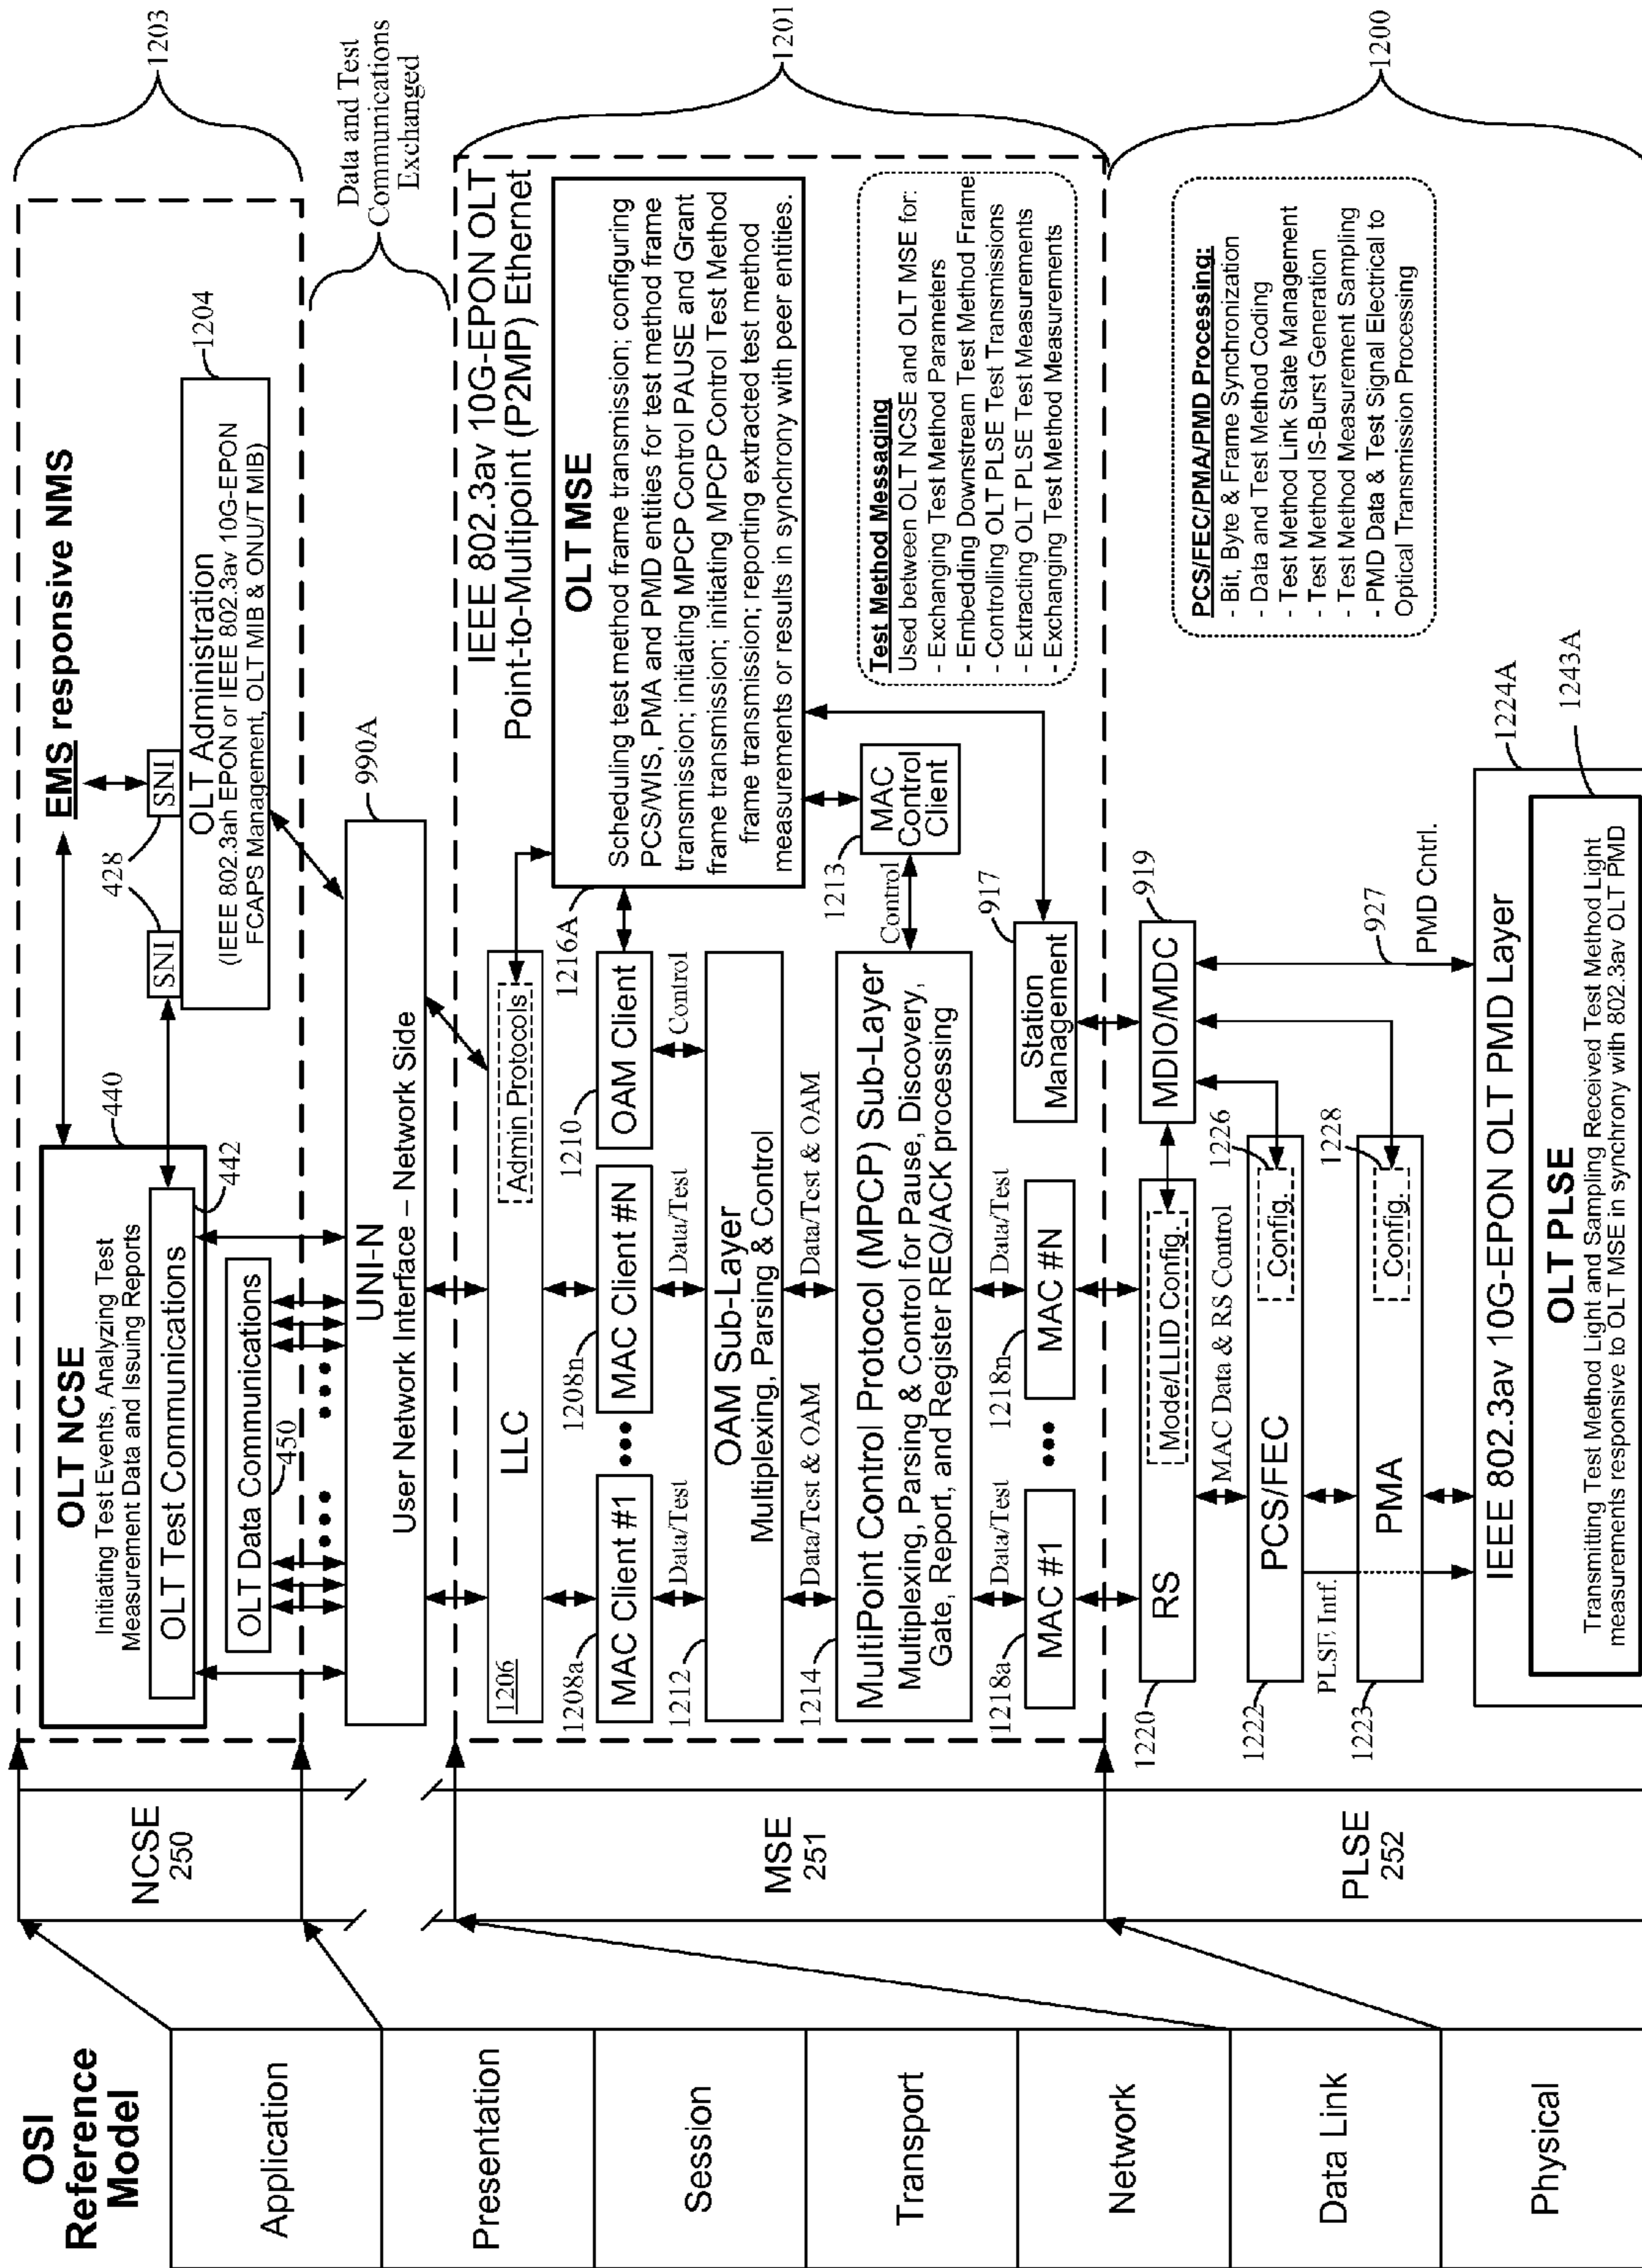 OSI
Reference
Model
Application
Presentation
Session
Transport
Network
Data Link
Physical
NCSE
250
MSE
251
PLSE
252
EMS responsive NMS
1203
OLT NCSE
Initiating Test Events, Analyzing Test
Measurement Data and Issuing Reports
OLT Test Communications
440
442
428
SNI
SNI
OLT Administration
(IEEE 802.3ah EPON or IEEE 802.3av 10G-EPON
FCAPS Management, OLT MIB & ONU/T MIB)
1204
OLT Data Communications
450
UNI-N
User Network Interface – Network Side
990A
Data and Test
Communications
Exchanged
IEEE 802.3av 10G-EPON OLT
Point-to-Multipoint (P2MP) Ethernet
1201
LLC
1206
Admin Protocols
OLT MSE
Scheduling test method frame transmission; configuring
PCS/WIS, PMA and PMD entities for test method frame
transmission; initiating MPCP Control PAUSE and Grant
frame transmission; initiating MPCP Control Test Method
frame transmission; reporting extracted test method
measurements or results in synchrony with peer entities.
1216A
1208a
MAC Client #1
1208n
MAC Client #N
1210
OAM Client
Data/Test
Data/Test
Control
1212
OAM Sub-Layer
Multiplexing, Parsing & Control
Data/Test & OAM
Data/Test & OAM
1214
MultiPoint Control Protocol (MPCP) Sub-Layer
Multiplexing, Parsing & Control for Pause, Discovery,
Gate, Report, and Register REQ/ACK processing
Control
1213
MAC
Control
Client
Test Method Messaging
Used between OLT NCSE and OLT MSE for:
- Exchanging Test Method Parameters
- Embedding Downstream Test Method Frame
- Controlling OLT PLSE Test Transmissions
- Extracting OLT PLSE Test Measurements
- Exchanging Test Method Measurements
Data/Test
Data/Test
1218a
MAC #1
1218n
MAC #N
917
Station
Management
1200
1220
RS
Mode/LLID Config.
919
MDIO/MDC
MAC Data & RS Control
1222
PCS/FEC
Config.
1226
PLSE Intf.
1223
PMA
Config.
1228
927
PMD Cntrl.
PCS/FEC/PMA/PMD Processing:
- Bit, Byte & Frame Synchronization
- Data and Test Method Coding
- Test Method Link State Management
- Test Method IS-Burst Generation
- Test Method Measurement Sampling
- PMD Data & Test Signal Electrical to
Optical Transmission Processing
IEEE 802.3av 10G-EPON OLT PMD Layer
1224A
OLT PLSE
Transmitting Test Method Light and Sampling Received Test Method Light
measurements responsive to OLT MSE in synchrony with 802.3av OLT PMD
1243A